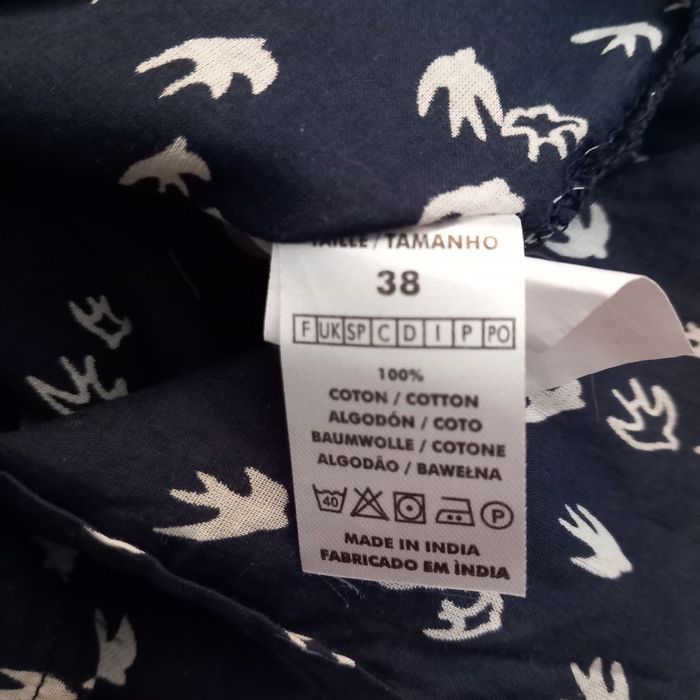 TAILLE / TAMANHO
38
F UK SP C D I P PO
100%
COTON / COTTON
ALGODÓN / COTO
BAUMWOLLE / COTONE
ALGODÃO / BAWEŁNA
40 P
MADE IN INDIA
FABRICADO EM ÌNDIA